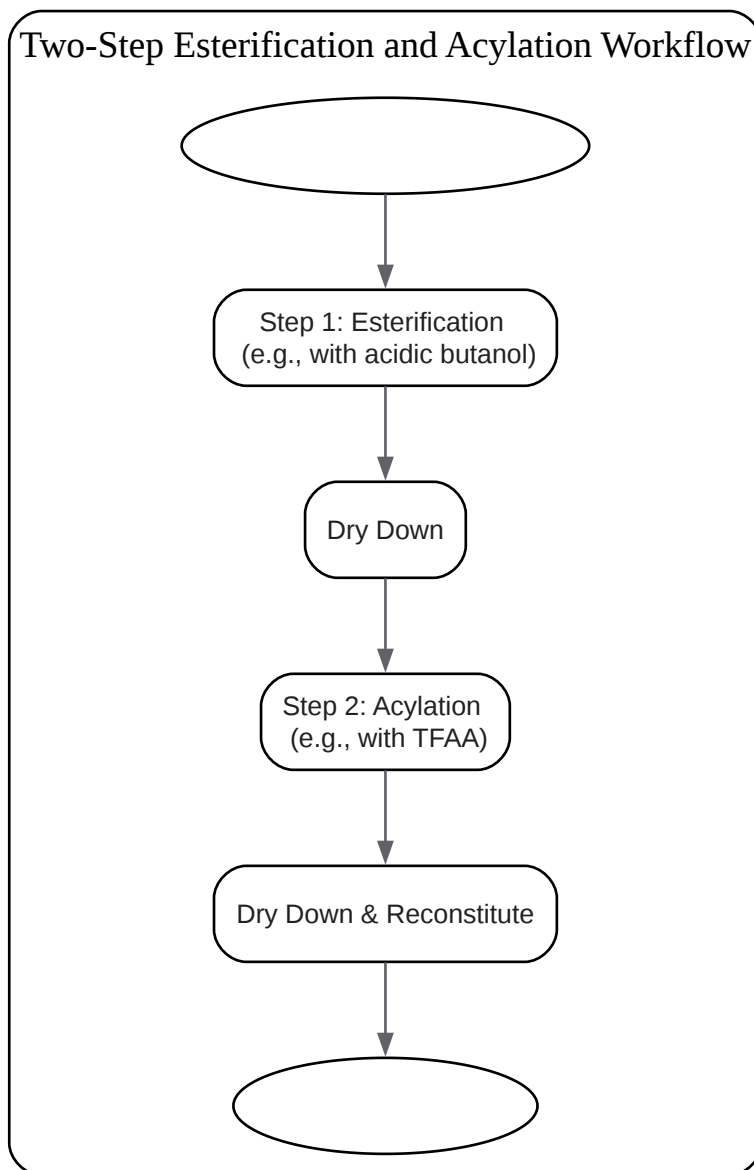 Two-Step Esterification and Acylation Workflow
Step 1: Esterification
(e.g., with acidic butanol)
Dry Down
Step 2: Acylation
(e.g., with TFAA)
Dry Down & Reconstitute